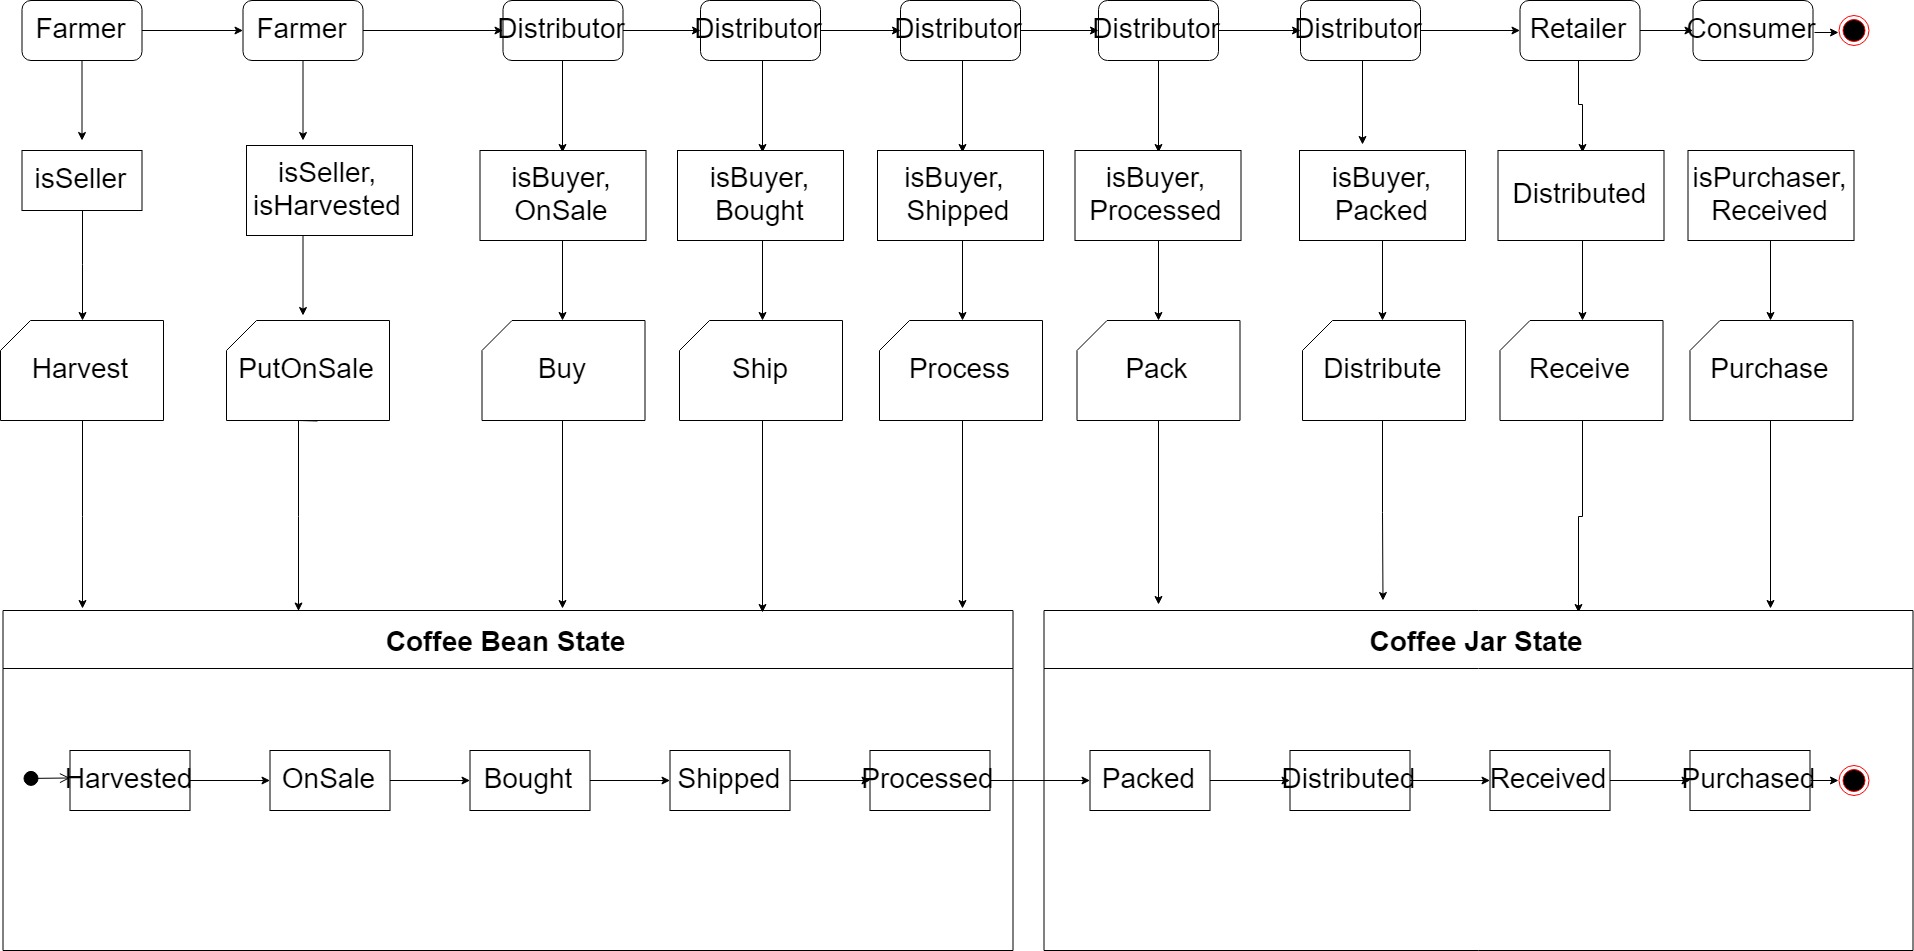 Farmer
Farmer
Distributor
Distributor
Distributor
Distributor
Distributor
Retailer
Consumer
isSeller
isSeller,
isHarvested
isBuyer,
OnSale
isBuyer,
Bought
isBuyer,
Shipped
isBuyer,
Processed
isBuyer,
Packed
Distributed
isPurchaser,
Received
Harvest
PutOnSale
Buy
Ship
Process
Pack
Distribute
Receive
Purchase
Coffee Bean State
Coffee Jar State
Harvested
OnSale
Bought
Shipped
Processed
Packed
Distributed
Received
Purchased